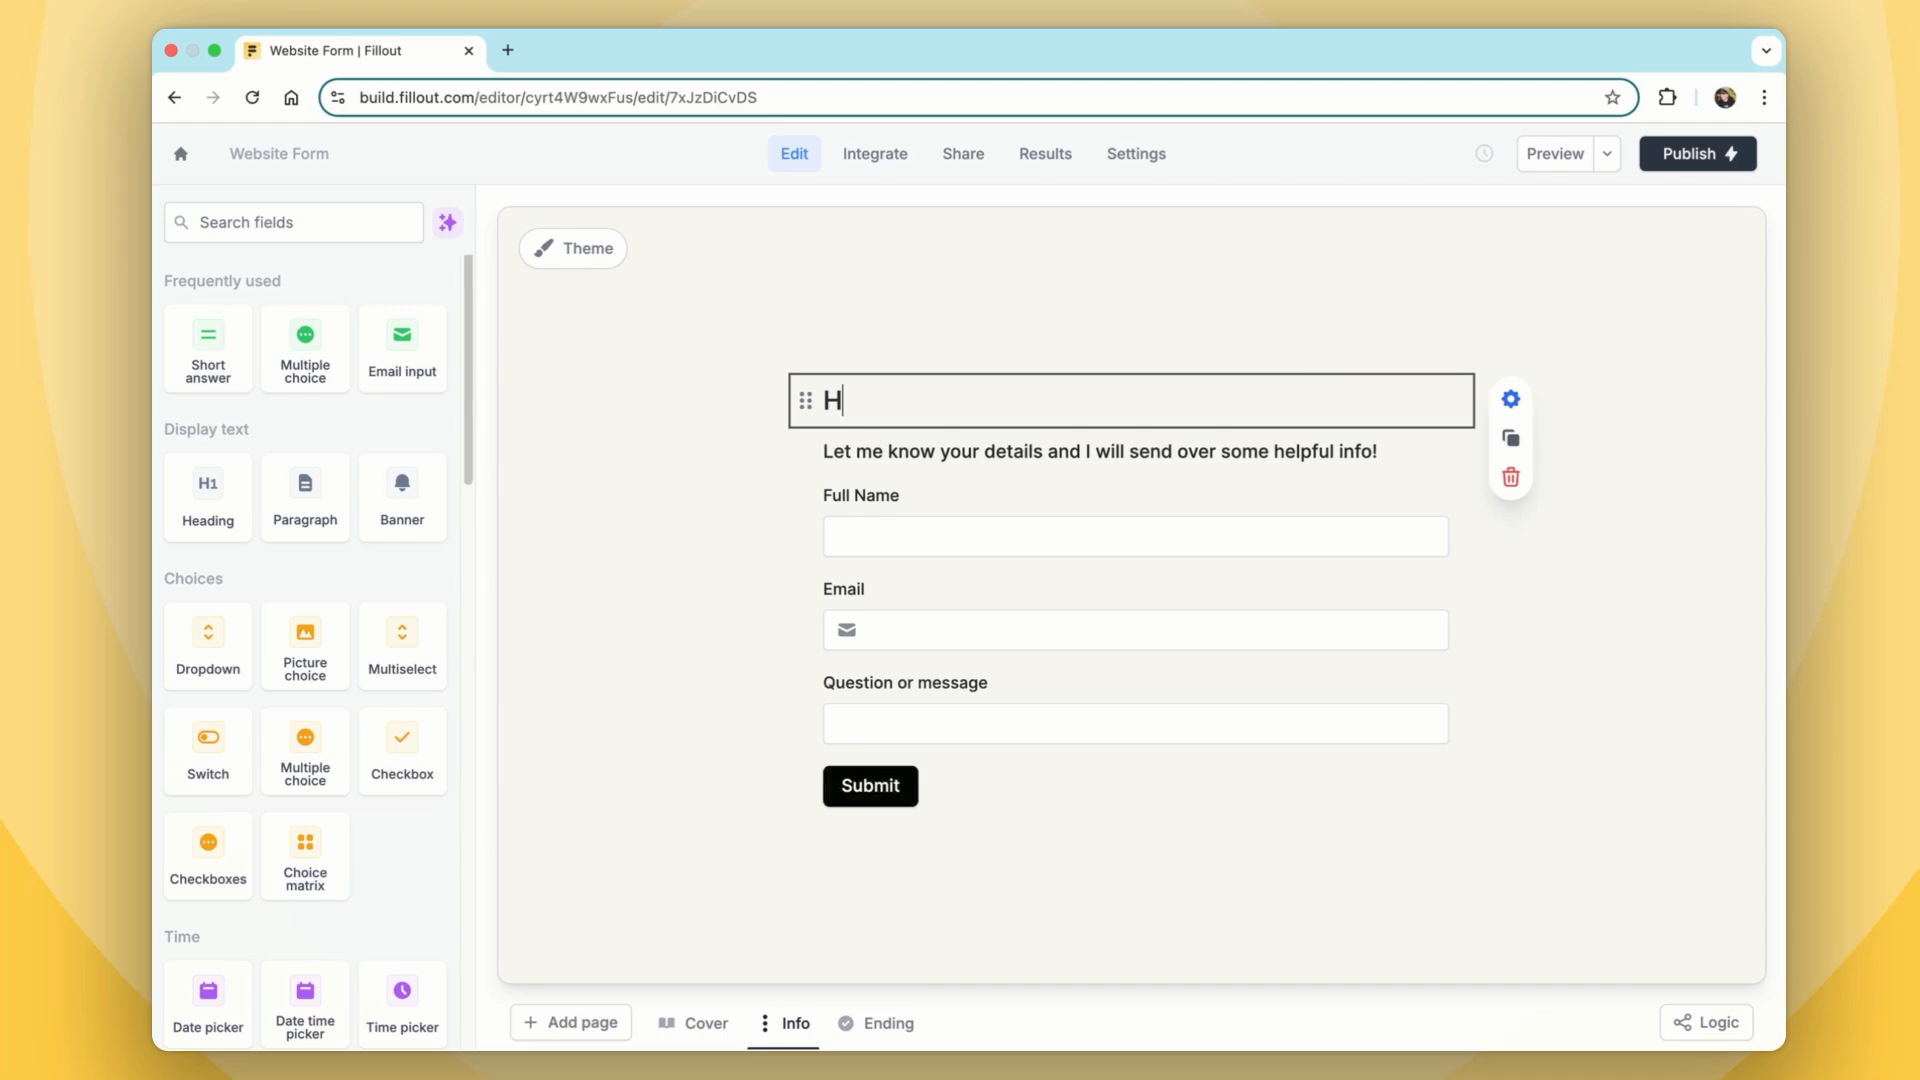 Website Form | Fillout
build.fillout.com/editor/cyrt4W9wxFus/edit/7xJzDiCvDS
Website Form
Edit
Integrate
Share
Results
Settings
Preview
Publish
Search fields
Theme
Frequently used
Short answer
Multiple choice
Email input
Display text
H1
Heading
Paragraph
Banner
Choices
Dropdown
Picture choice
Multiselect
Switch
Multiple choice
Checkbox
Checkboxes
Choice matrix
Time
Date picker
Date time picker
Time picker
H
Let me know your details and I will send over some helpful info!
Full Name
Email
Question or message
Submit
Add page
Cover
Info
Ending
Logic